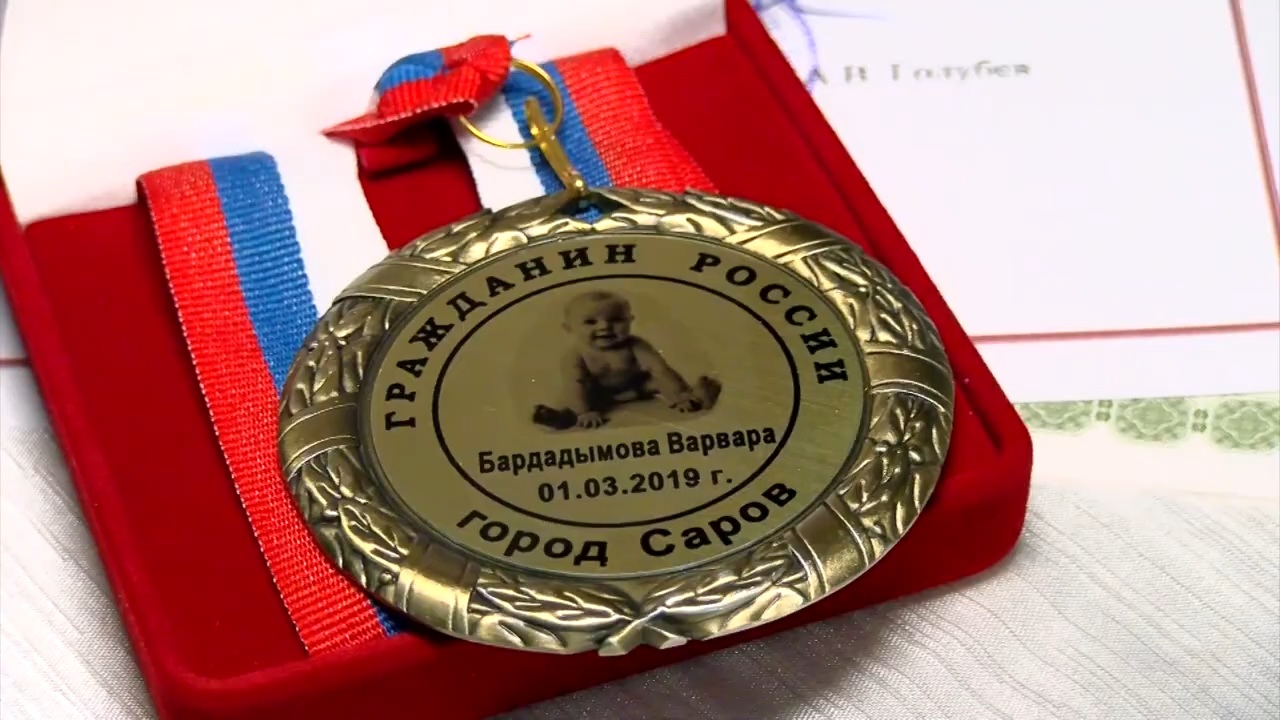 А.В. Голубев
ГРАЖДАНИН РОССИИ
Бардадымова Варвара
01.03.2019 г.
город Саров